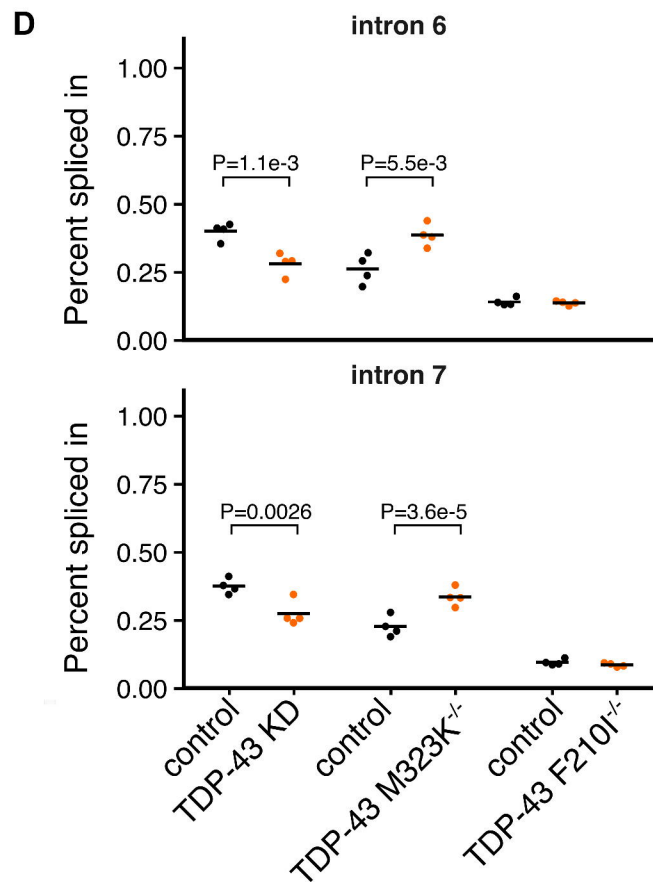 D
intron 6
Percent spliced in
1.00
0.75
0.50
0.25
0.00
P=1.1e-3
P=5.5e-3
intron 7
Percent spliced in
1.00
0.75
0.50
0.25
0.00
P=0.0026
P=3.6e-5
control
TDP-43 KD
control
TDP-43 M323K-/-
control
TDP-43 F210I-/-